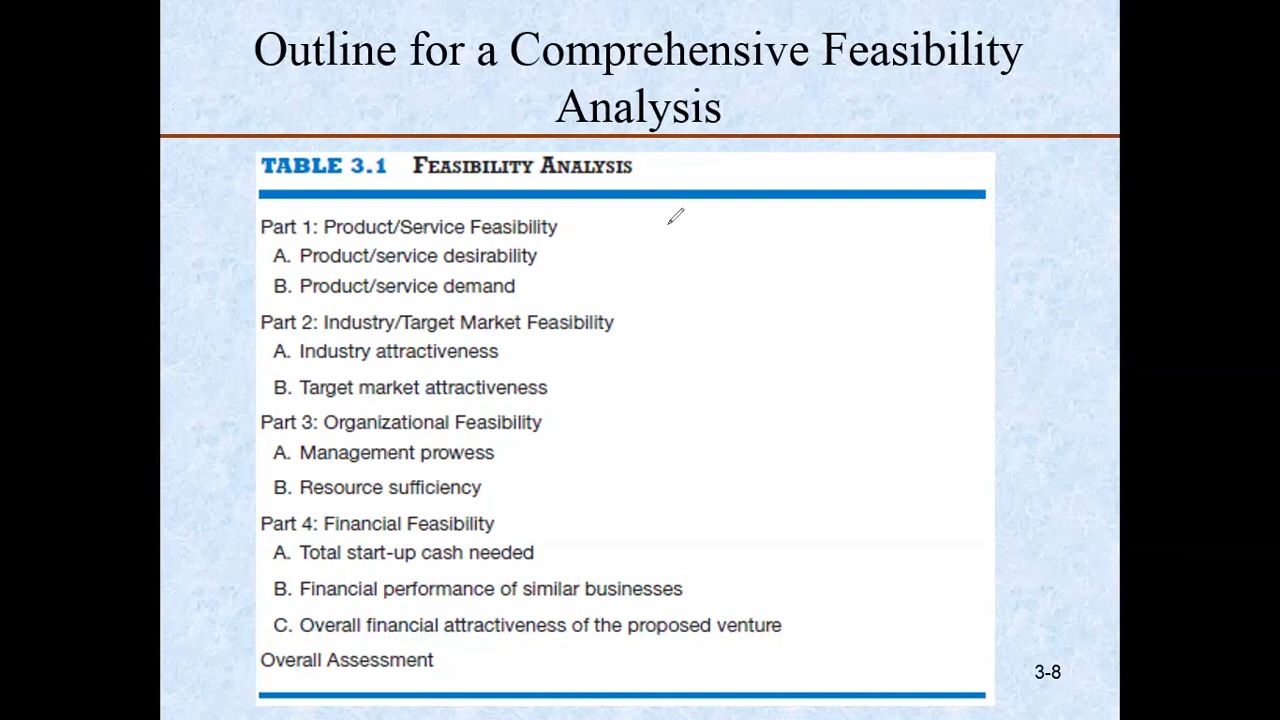 Outline for a Comprehensive Feasibility
Analysis
TABLE 3.1 FEASIBILITY ANALYSIS
Part 1: Product/Service Feasibility
A. Product/service desirability
B. Product/service demand
Part 2: Industry/Target Market Feasibility
A. Industry attractiveness
B. Target market attractiveness
Part 3: Organizational Feasibility
A. Management prowess
B. Resource sufficiency
Part 4: Financial Feasibility
A. Total start-up cash needed
B. Financial performance of similar businesses
C. Overall financial attractiveness of the proposed venture
Overall Assessment
3-8